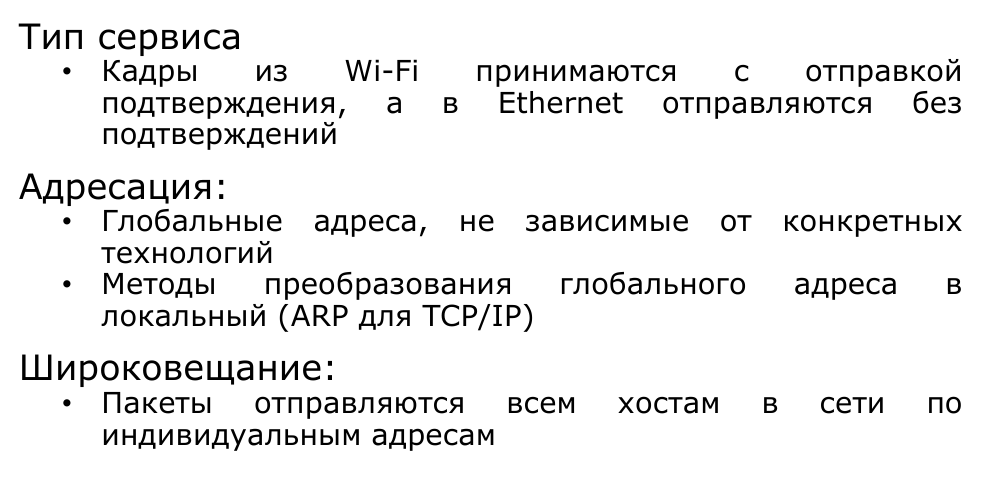 Тип сервиса
• Кадры из Wi-Fi принимаются с отправкой
подтверждения, а в Ethernet отправляются без
подтверждений
Адресация:
• Глобальные адреса, не зависимые от конкретных
технологий
• Методы преобразования глобального адреса в
локальный (ARP для TCP/IP)
Широковещание:
• Пакеты отправляются всем хостам в сети по
индивидуальным адресам